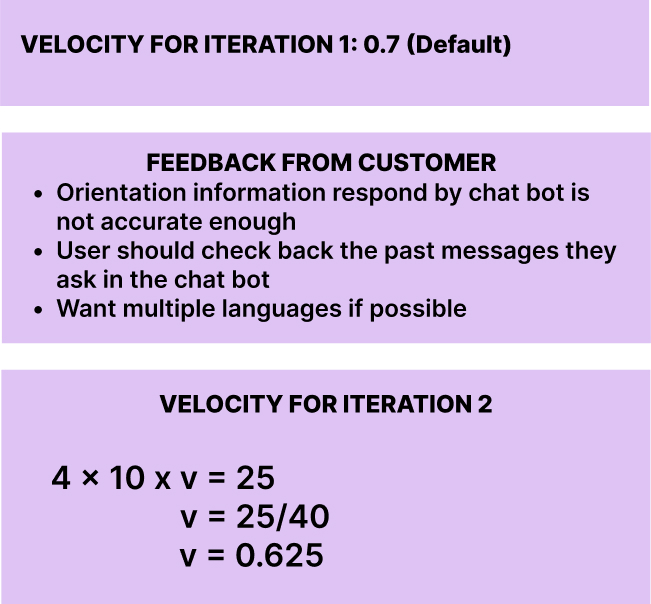 VELOCITY FOR ITERATION 1: 0.7 (Default)
FEEDBACK FROM CUSTOMER
• Orientation information respond by chat bot is
not accurate enough
• User should check back the past messages they
ask in the chat bot
• Want multiple languages if possible
VELOCITY FOR ITERATION 2
4 × 10 x v = 25
v = 25/40
v = 0.625